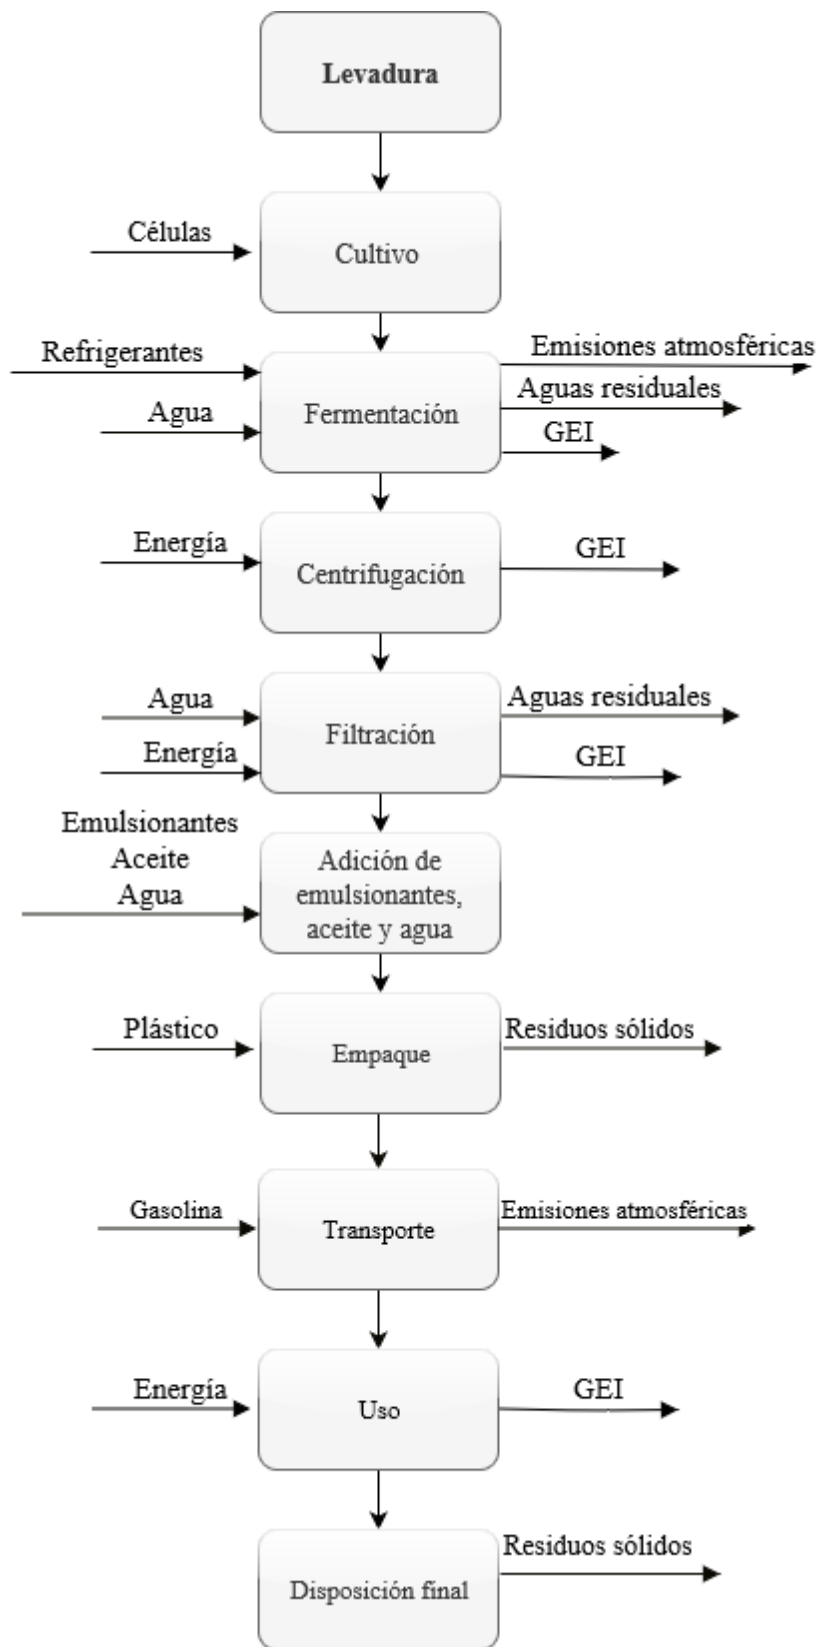 Levadura
Células
Cultivo
Refrigerantes
Agua
Fermentación
Emisiones atmosféricas
Aguas residuales
GEI
Energía
Centrifugación
GEI
Agua
Energía
Filtración
Aguas residuales
GEI
Emulsionantes
Aceite
Agua
Adición de
emulsionantes,
aceite y agua
Plástico
Empaque
Residuos sólidos
Gasolina
Transporte
Emisiones atmosféricas
Energía
Uso
GEI
Disposición final
Residuos sólidos